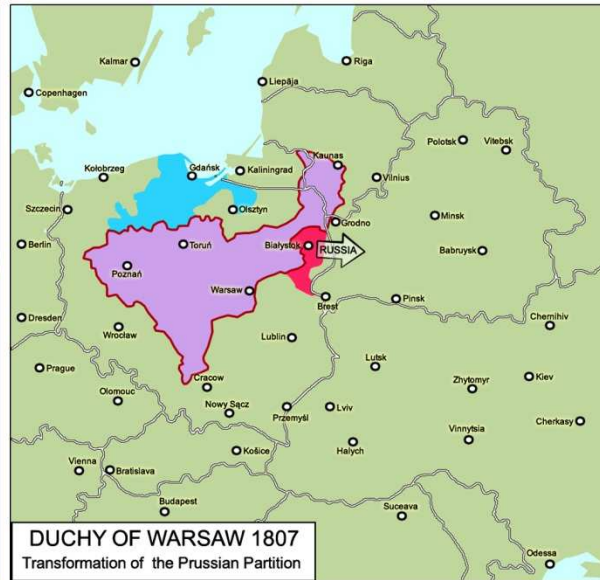 Kalmar
Riga
Liepāja
Copenhagen
Polotsk
Vitebsk
Kaunas
Kołobrzeg
Gdańsk
Kaliningrad
Vilnius
Szczecin
Olsztyn
Grodno
Minsk
Berlin
Toruń
Białystok
RUSSIA
Babruysk
Poznań
Warsaw
Brest
Pinsk
Dresden
Wrocław
Lublin
Chernihiv
Prague
Lutsk
Cracow
Zhytomyr
Kiev
Olomouc
Nowy Sącz
Przemyśl
Lviv
Halych
Vinnytsia
Cherkasy
Košice
Vienna
Bratislava
Budapest
Suceava
DUCHY OF WARSAW 1807
Transformation of the Prussian Partition
Odessa